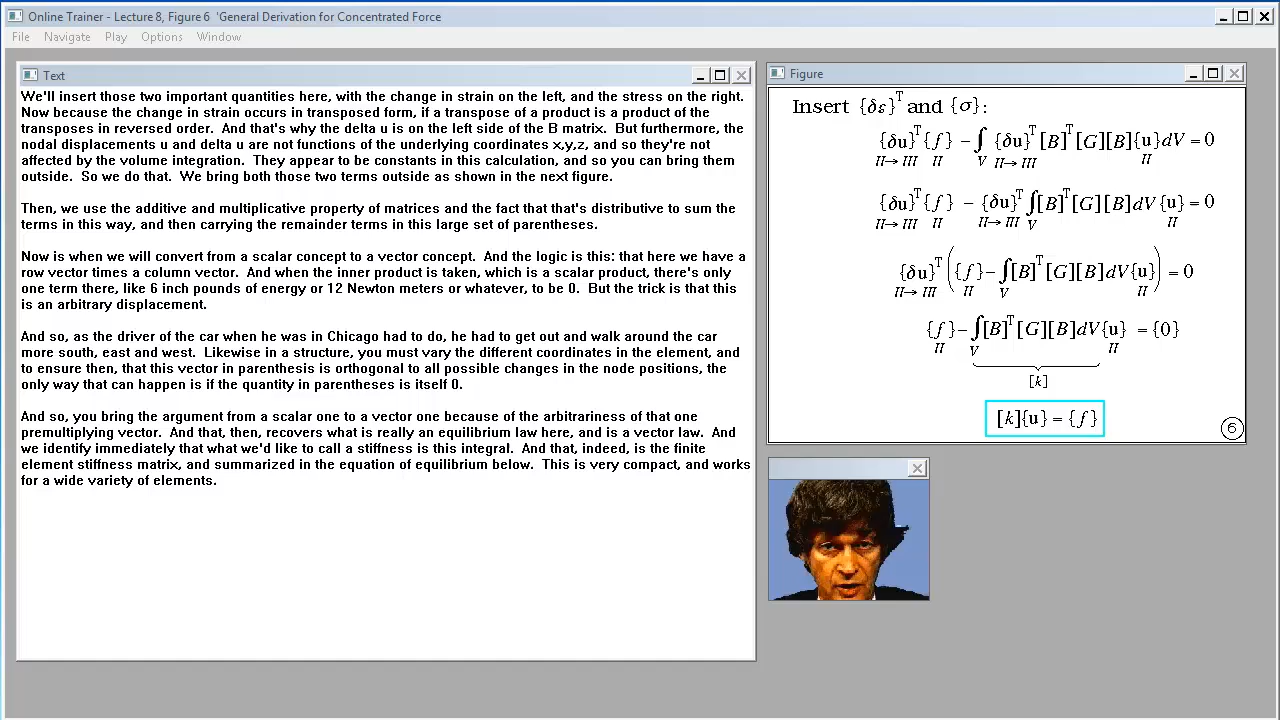 Online Trainer - Lecture 8, Figure 6 'General Derivation for Concentrated Force
File Navigate Play Options Window
Text
We'll insert those two important quantities here, with the change in strain on the left, and the stress on the right.
Now because the change in strain occurs in transposed form, if a transpose of a product is a product of the
transposes in reversed order. And that's why the delta u is on the left side of the B matrix. But furthermore, the
nodal displacements u and delta u are not functions of the underlying coordinates x,y,z, and so they're not
affected by the volume integration. They appear to be constants in this calculation, and so you can bring them
outside. So we do that. We bring both those two terms outside as shown in the next figure.
Then, we use the additive and multiplicative property of matrices and the fact that that's distributive to sum the
terms in this way, and then carrying the remainder terms in this large set of parentheses.
Now is when we will convert from a scalar concept to a vector concept. And the logic is this: that here we have a
row vector times a column vector. And when the inner product is taken, which is a scalar product, there's only
one term there, like 6 inch pounds of energy or 12 Newton meters or whatever, to be 0. But the trick is that this
is an arbitrary displacement.
And so, as the driver of the car when he was in Chicago had to do, he had to get out and walk around the car
more south, east and west. Likewise in a structure, you must vary the different coordinates in the element, and
to ensure then, that this vector in parenthesis is orthogonal to all possible changes in the node positions, the
only way that can happen is if the quantity in parentheses is itself 0.
And so, you bring the argument from a scalar one to a vector one because of the arbitrariness of that one
premultiplying vector. And that, then, recovers what is really an equilibrium law here, and is a vector law. And
we identify immediately that what we'd like to call a stiffness is this integral. And that, indeed, is the finite
element stiffness matrix, and summarized in the equation of equilibrium below. This is very compact, and works
for a wide variety of elements.
Figure
Insert {δε}ᵀ and {σ}:
{δu}ᵀ{f} − ∫ {δu}ᵀ[B]ᵀ[G][B]{u}dV = 0
II→III II V II→III II
{δu}ᵀ{f} − {δu}ᵀ∫[B]ᵀ[G][B]dV{u} = 0
II→III II II→III V II
{δu}ᵀ({f} − ∫[B]ᵀ[G][B]dV{u}) = 0
II→III II V II
{f} − ∫[B]ᵀ[G][B]dV{u} = {0}
II V II
[k]
[k]{u} = {f}
6